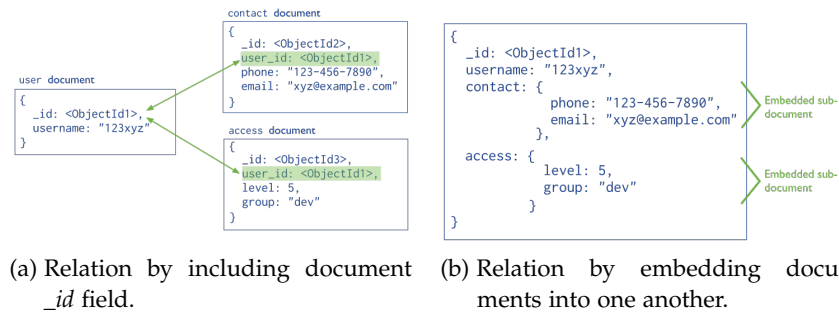 contact document
{
_id: <ObjectId2>,
user_id: <ObjectId1>,
phone: "123-456-7890",
email: "xyz@example.com"
}
user document
{
_id: <ObjectId1>,
username: "123xyz"
}
access document
{
_id: <ObjectId3>,
user_id: <ObjectId1>,
level: 5,
group: "dev"
}
(a) Relation by including document
_id field.
{
_id: <ObjectId1>,
username: "123xyz",
contact: {
phone: "123-456-7890",
email: "xyz@example.com"
},
access: {
level: 5,
group: "dev"
}
}
Embedded sub-
document
Embedded sub-
document
(b) Relation by embedding docu
ments into one another.